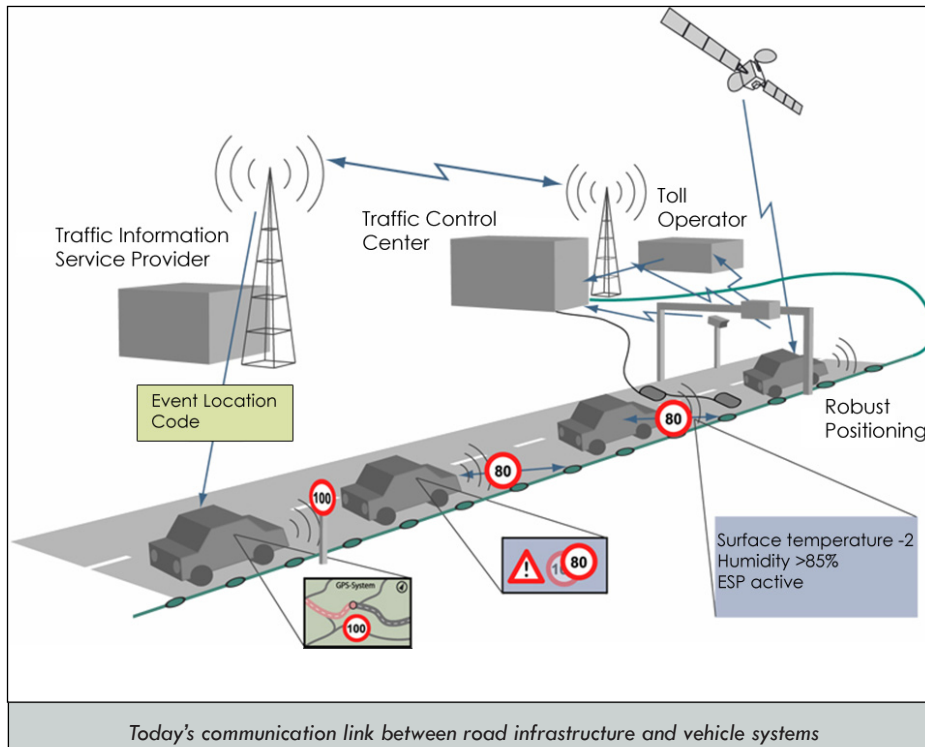 Traffic Information
Service Provider
Traffic Control
Center
Toll
Operator
Event Location
Code
Robust
Positioning
80
80
100
GPS-System
100
80
Surface temperature -2
Humidity >85%
ESP active
Today's communication link between road infrastructure and vehicle systems